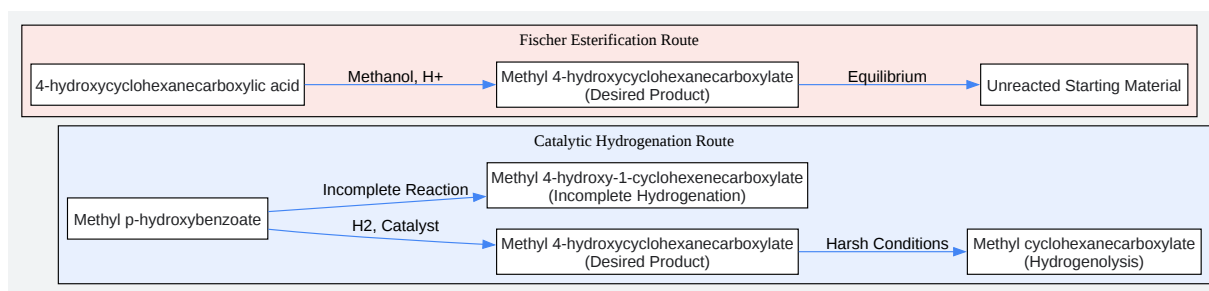 Fischer Esterification Route
4-hydroxycyclohexanecarboxylic acid
Methanol, H+
Methyl 4-hydroxycyclohexanecarboxylate
(Desired Product)
Equilibrium
Unreacted Starting Material
Catalytic Hydrogenation Route
Methyl p-hydroxybenzoate
Incomplete Reaction
Methyl 4-hydroxy-1-cyclohexenecarboxylate
(Incomplete Hydrogenation)
H2, Catalyst
Methyl 4-hydroxycyclohexanecarboxylate
(Desired Product)
Harsh Conditions
Methyl cyclohexanecarboxylate
(Hydrogenolysis)